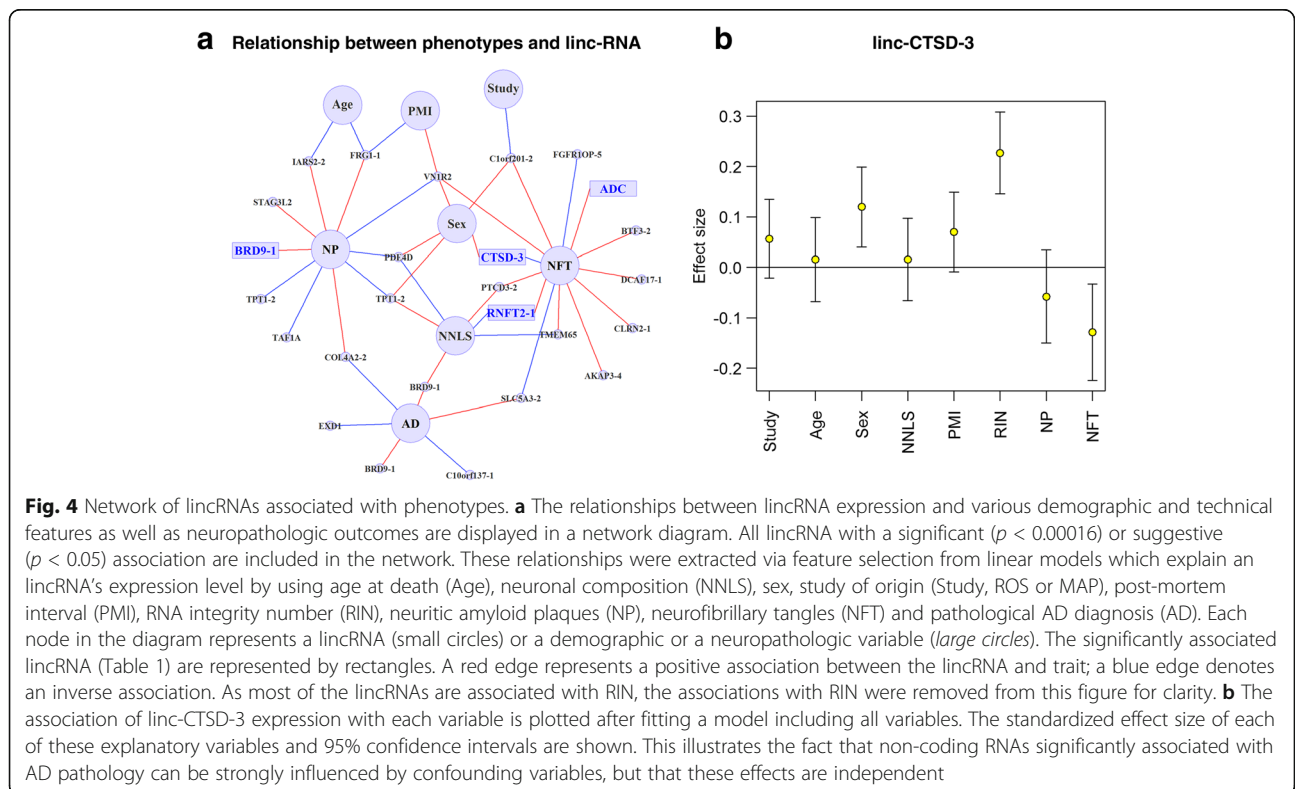 a Relationship between phenotypes and linc-RNA
Age
PMI
Study
IARS2-2
FRG1-1
C1orf201-2
FGFR1OP-5
VN1R2
STAG3L2
ADC
Sex
BTF3-2
BRD9-1
NP
PDE4D
CTSD-3
NFT
DCAF17-1
TPT1-2
TPT1-2
PTCD3-2
RNFT2-1
TAF1A
NNLS
TMEM65
CLRN2-1
COL4A2-2
BRD9-1
AKAP3-4
SLC5A3-2
EXD1
AD
BRD9-1
C10orf137-1
b linc-CTSD-3
Effect size
0.3
0.2
0.1
0.0
-0.1
-0.2
Study
Age
Sex
NNLS
PMI
RIN
NP
NFT
Fig. 4 Network of lincRNAs associated with phenotypes. a The relationships between lincRNA expression and various demographic and technical
features as well as neuropathologic outcomes are displayed in a network diagram. All lincRNA with a significant (p < 0.00016) or suggestive
(p < 0.05) association are included in the network. These relationships were extracted via feature selection from linear models which explain an
lincRNA's expression level by using age at death (Age), neuronal composition (NNLS), sex, study of origin (Study, ROS or MAP), post-mortem
interval (PMI), RNA integrity number (RIN), neuritic amyloid plaques (NP), neurofibrillary tangles (NFT) and pathological AD diagnosis (AD). Each
node in the diagram represents a lincRNA (small circles) or a demographic or a neuropathologic variable (large circles). The significantly associated
lincRNA (Table 1) are represented by rectangles. A red edge represents a positive association between the lincRNA and trait; a blue edge denotes
an inverse association. As most of the lincRNAs are associated with RIN, the associations with RIN were removed from this figure for clarity. b The
association of linc-CTSD-3 expression with each variable is plotted after fitting a model including all variables. The standardized effect size of each
of these explanatory variables and 95% confidence intervals are shown. This illustrates the fact that non-coding RNAs significantly associated with
AD pathology can be strongly influenced by confounding variables, but that these effects are independent